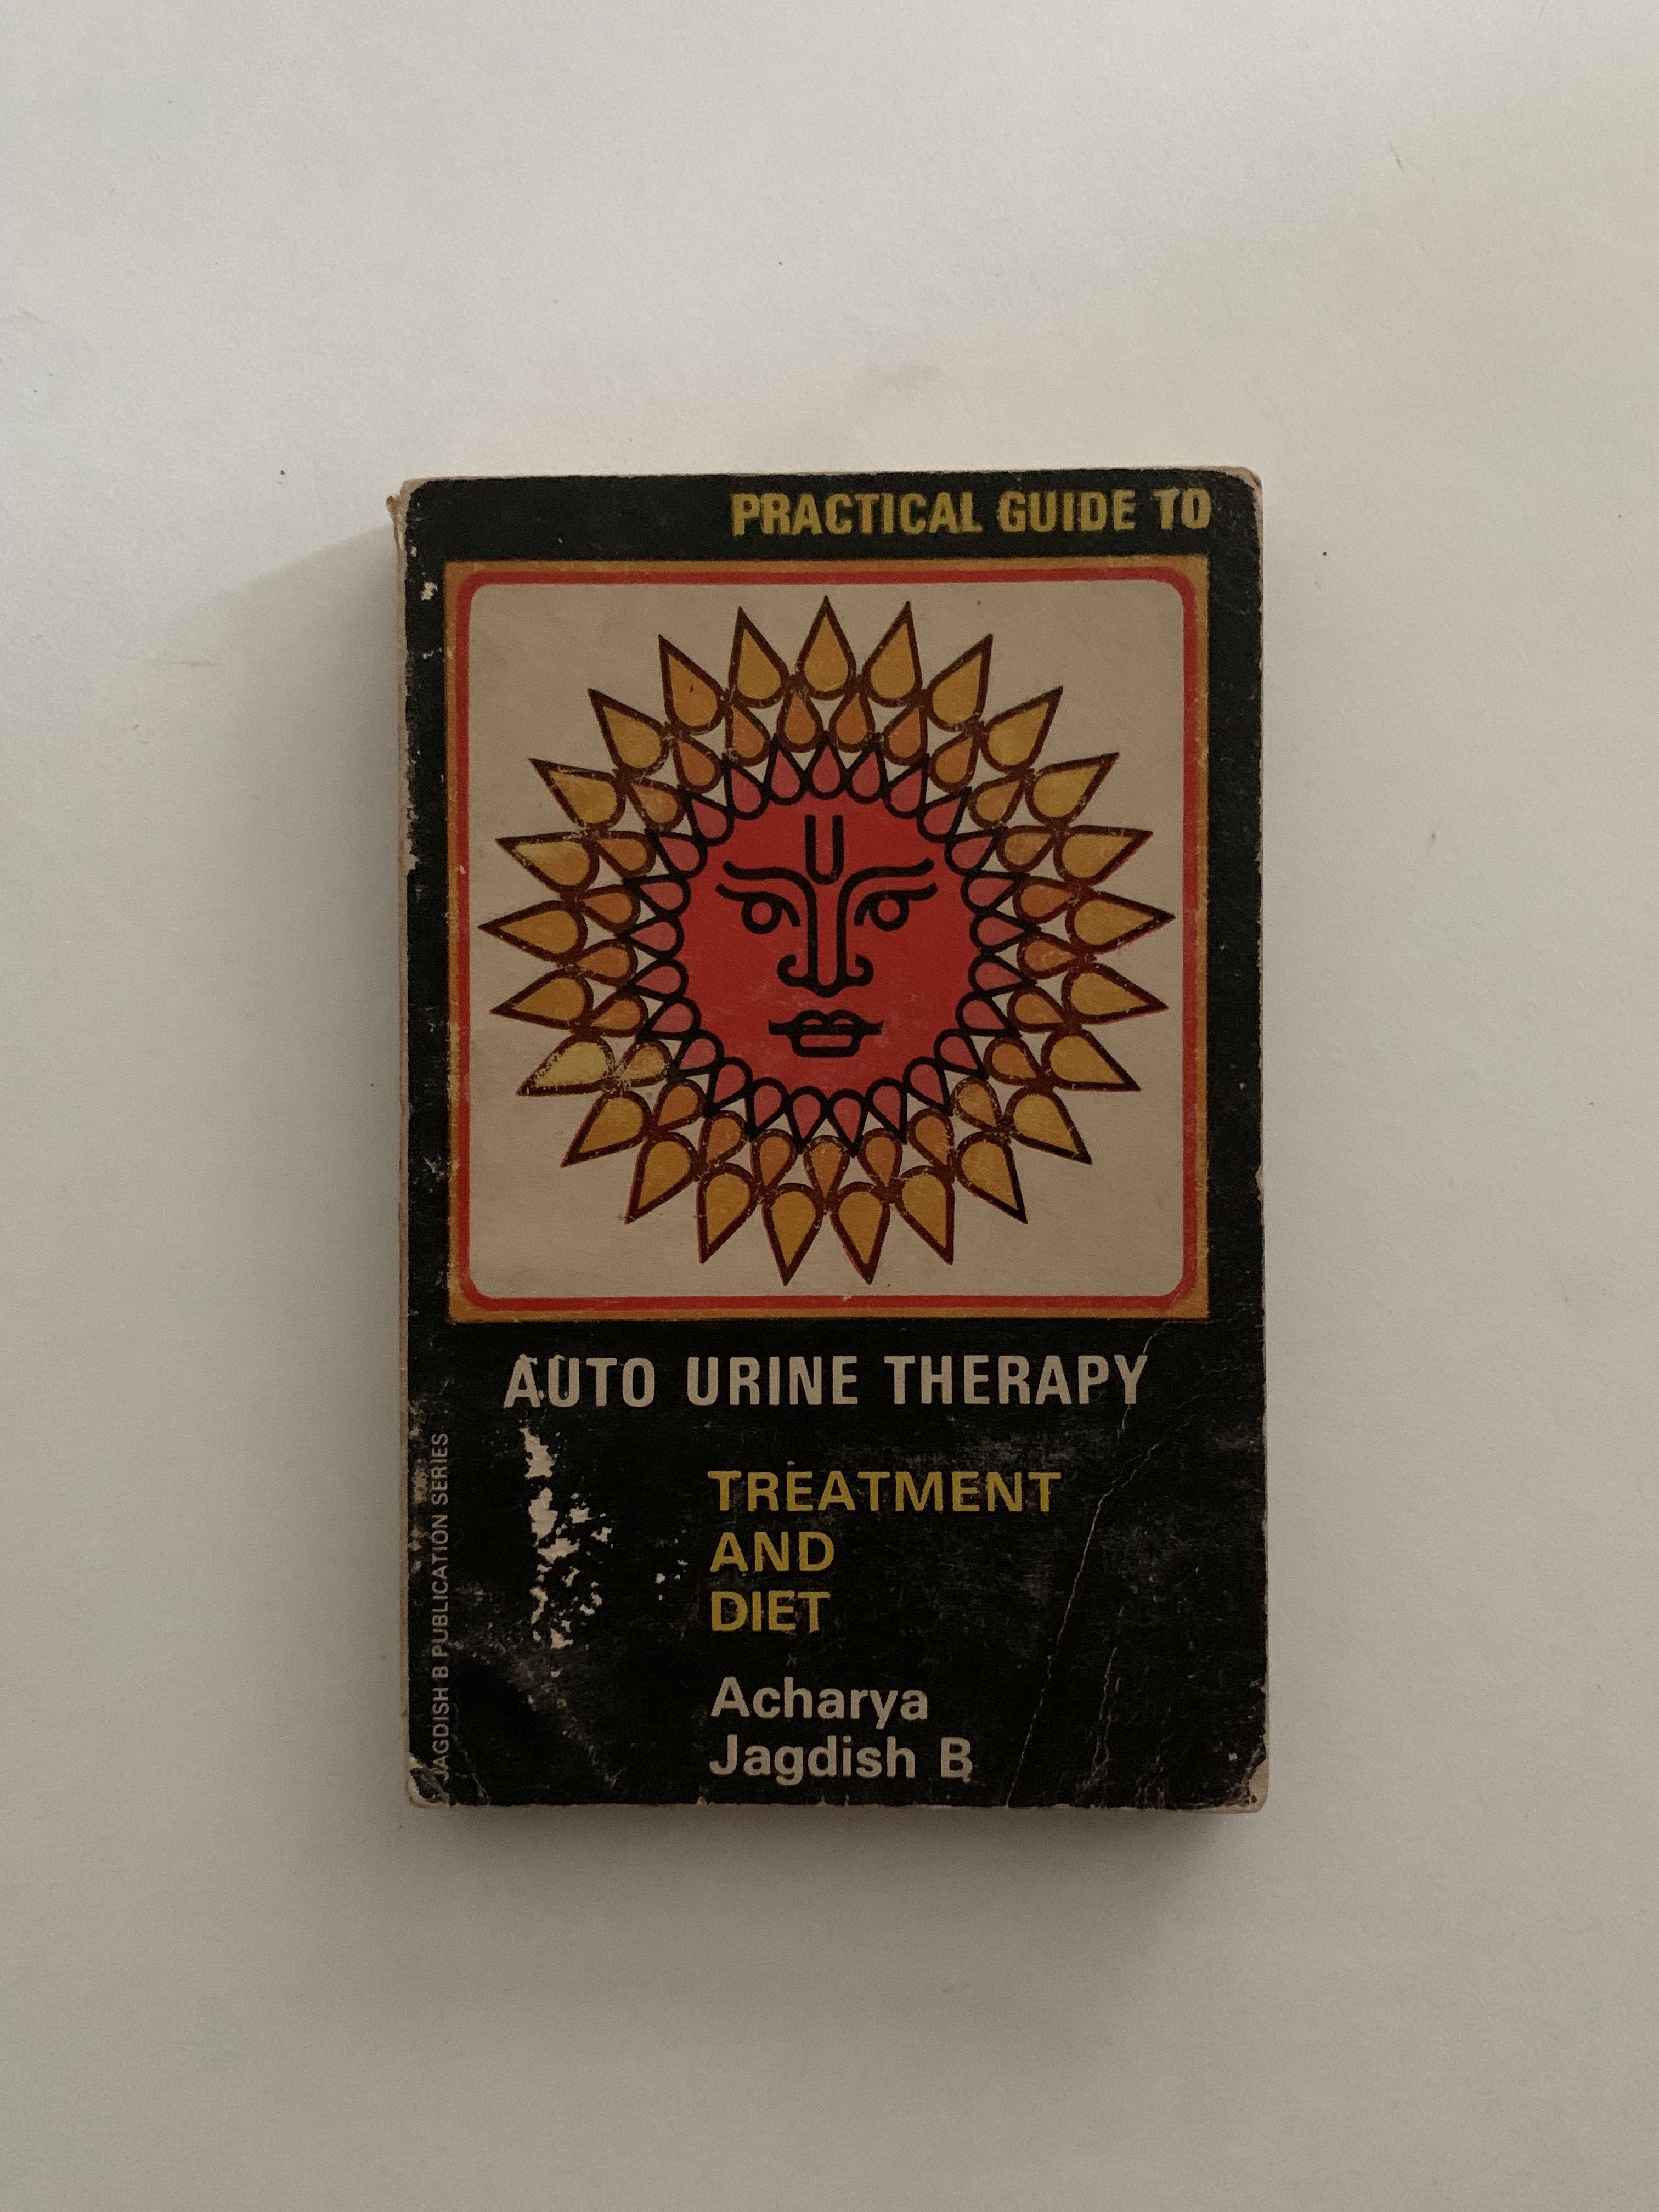 PRACTICAL GUIDE TO
AUTO URINE THERAPY
TREATMENT
AND
DIET
Acharya
Jagdish B
JAGDISH B PUBLICATION SERIES